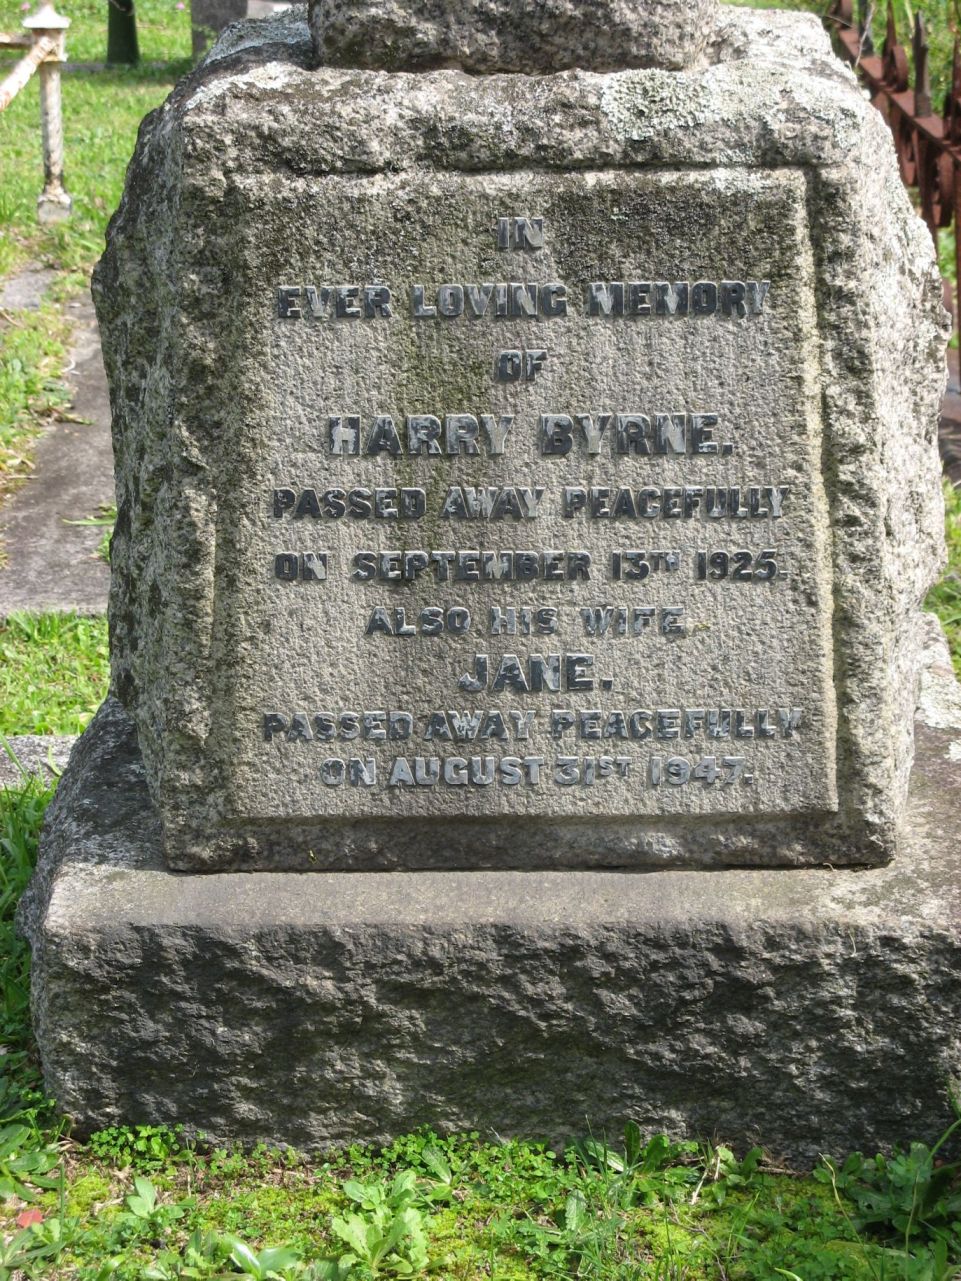 IN
EVER LOVING MEMORY
OF
HARRY BYRNE.
PASSED AWAY PEACEFULLY
ON SEPTEMBER 13TH 1925.
ALSO HIS WIFE
JANE.
PASSED AWAY PEACEFULLY
ON AUGUST 31ST 1947.